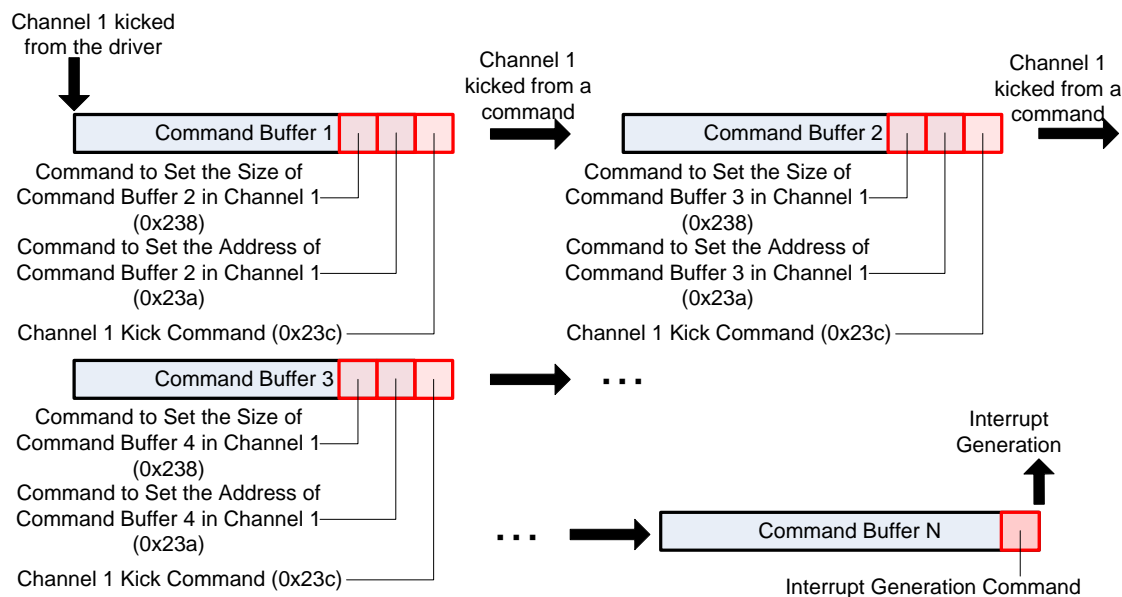 Channel 1 kicked
from the driver
Channel 1
kicked from a
command
Channel 1
kicked from a
command
Command Buffer 1
Command to Set the Size of
Command Buffer 2 in Channel 1
(0x238)
Command to Set the Address of
Command Buffer 2 in Channel 1
(0x23a)
Channel 1 Kick Command (0x23c)
Command Buffer 2
Command to Set the Size of
Command Buffer 3 in Channel 1
(0x238)
Command to Set the Address of
Command Buffer 3 in Channel 1
(0x23a)
Channel 1 Kick Command (0x23c)
Command Buffer 3
...
Command to Set the Size of
Command Buffer 4 in Channel 1
(0x238)
Command to Set the Address of
Command Buffer 4 in Channel 1
(0x23a)
Channel 1 Kick Command (0x23c)
...
Interrupt
Generation
Command Buffer N
Interrupt Generation Command